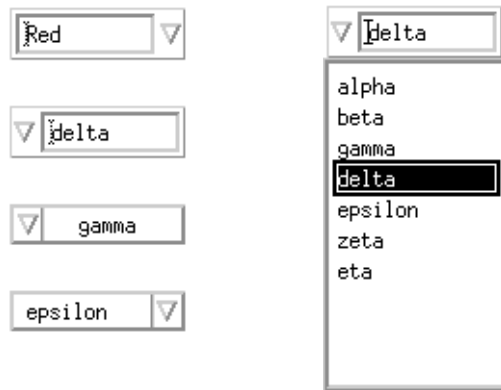 Red
delta
gamma
epsilon
delta
alpha
beta
gamma
delta
epsilon
zeta
eta